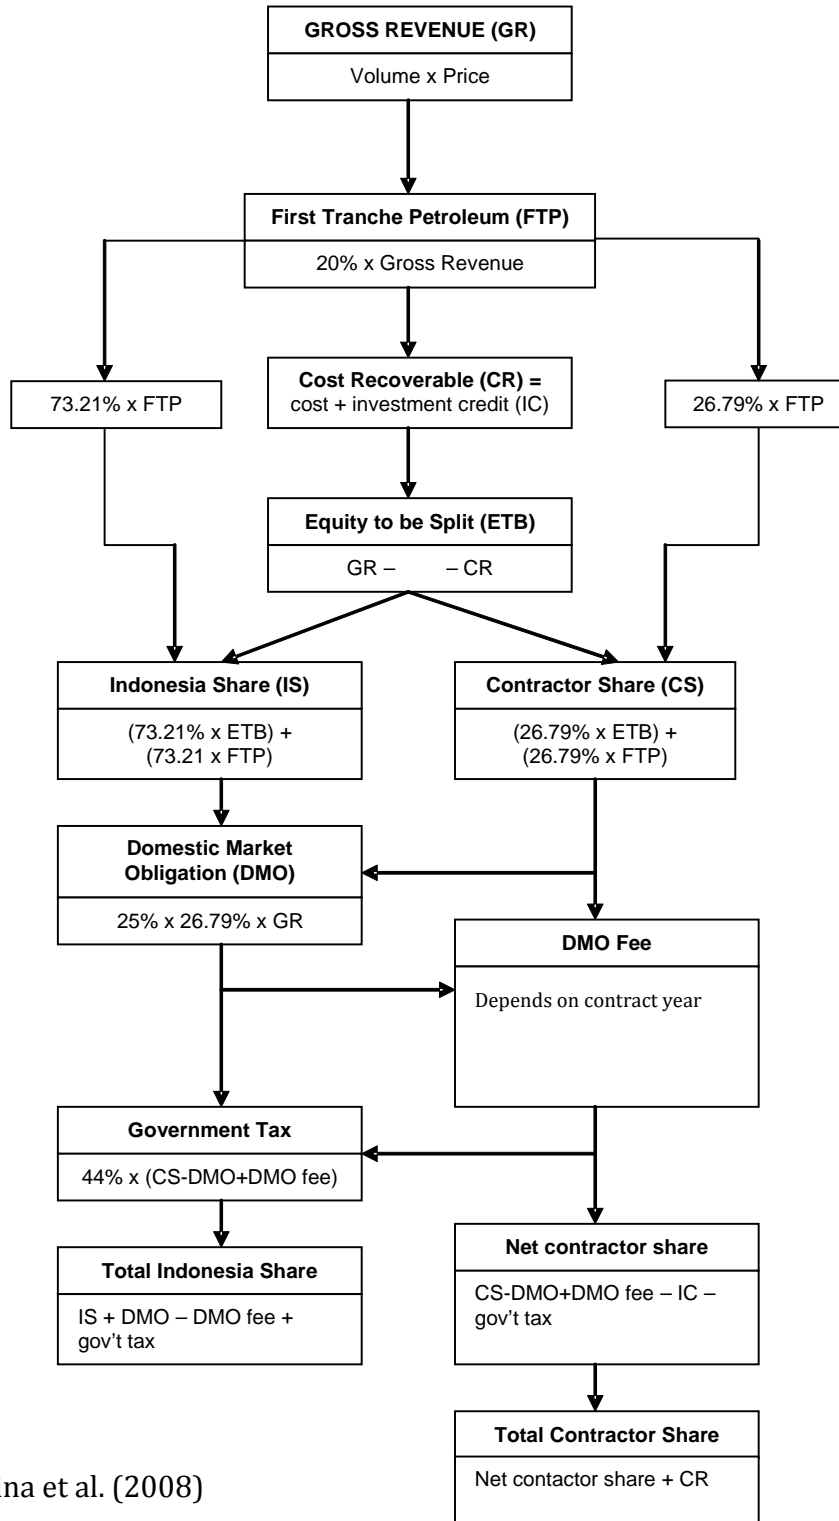 GROSS REVENUE (GR)
Volume x Price
First Tranche Petroleum (FTP)
20% x Gross Revenue
73.21% x FTP
Cost Recoverable (CR) =
cost + investment credit (IC)
26.79% x FTP
Equity to be Split (ETB)
GR – – CR
Indonesia Share (IS)
(73.21% x ETB) +
(73.21 x FTP)
Contractor Share (CS)
(26.79% x ETB) +
(26.79% x FTP)
Domestic Market
Obligation (DMO)
25% x 26.79% x GR
DMO Fee
Depends on contract year
Government Tax
44% x (CS-DMO+DMO fee)
Total Indonesia Share
IS + DMO – DMO fee +
gov't tax
Net contractor share
CS-DMO+DMO fee – IC –
gov't tax
Total Contractor Share
Net contactor share + CR
na et al. (2008)